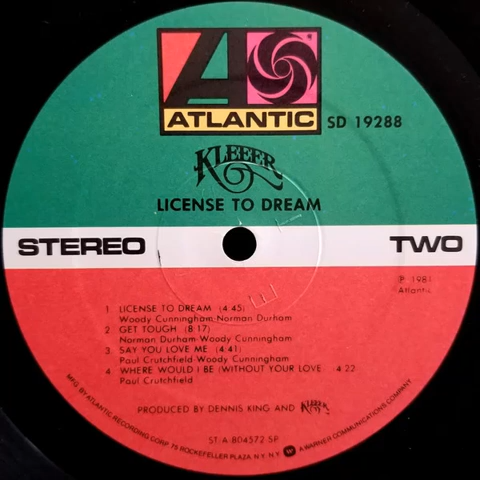 ATLANTIC
SD 19288
KLEEER
LICENSE TO DREAM
STEREO
TWO
℗ 1981
Atlantic
1. LICENSE TO DREAM (4:45)
Woody Cunningham-Norman Durham
2. GET TOUGH (8:17)
Norman Durham-Woody Cunningham
3. SAY YOU LOVE ME (4:41)
Paul Crutchfield-Woody Cunningham
4. WHERE WOULD I BE (WITHOUT YOUR LOVE 4:22
Paul Crutchfield
PRODUCED BY DENNIS KING AND KLEEER
ST-A-804572-SP
MFG. BY ATLANTIC RECORDING CORP. 75 ROCKEFELLER PLAZA N.Y. N.Y. W A WARNER COMMUNICATIONS COMPANY